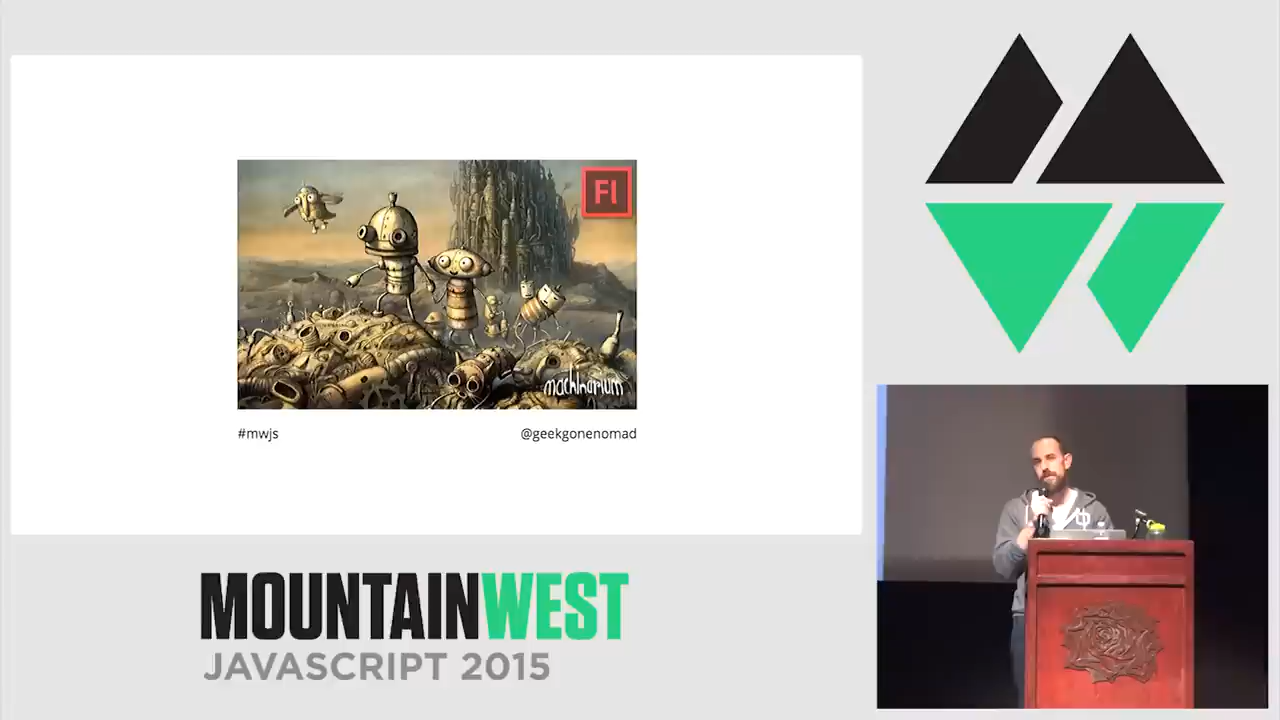 Fl
machinarium
#mwjs
@geekgonenomad
MOUNTAINWEST
JAVASCRIPT 2015